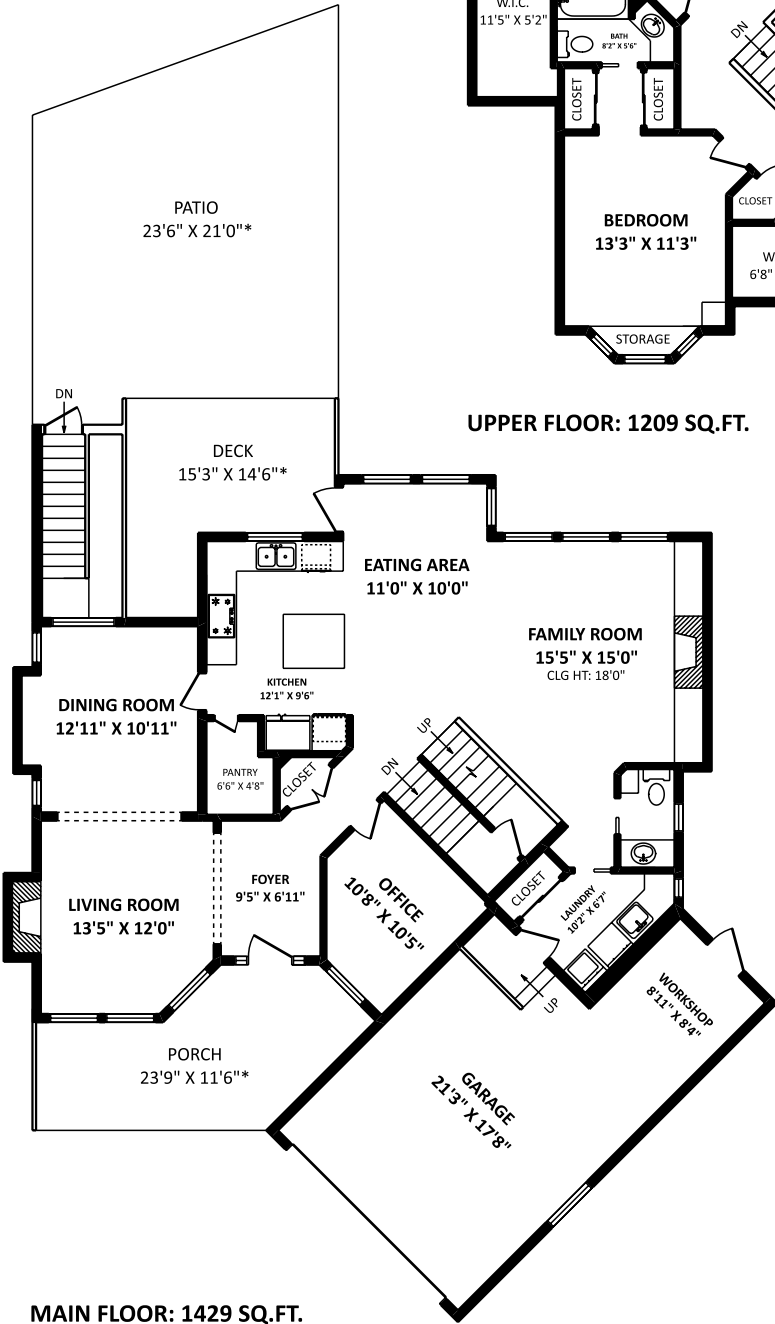 W.I.C.
11'5" X 5'2"
BATH
8'2" X 5'6"
DN
CLOSET
CLOSET
BEDROOM
13'3" X 11'3"
CLOSET
W
6'8"
STORAGE
UPPER FLOOR: 1209 SQ.FT.
PATIO
23'6" X 21'0"*
DN
DECK
15'3" X 14'6"*
EATING AREA
11'0" X 10'0"
FAMILY ROOM
15'5" X 15'0"
CLG HT: 18'0"
KITCHEN
12'1" X 9'6"
DINING ROOM
12'11" X 10'11"
PANTRY
6'6" X 4'8"
CLOSET
UP
DN
LIVING ROOM
13'5" X 12'0"
FOYER
9'5" X 6'11"
OFFICE
10'8" X 10'5"
CLOSET
LAUNDRY
10'2" X 6'7"
UP
WORKSHOP
8'11" X 8'4"
PORCH
23'9" X 11'6"*
GARAGE
21'3" X 17'8"
MAIN FLOOR: 1429 SQ.FT.